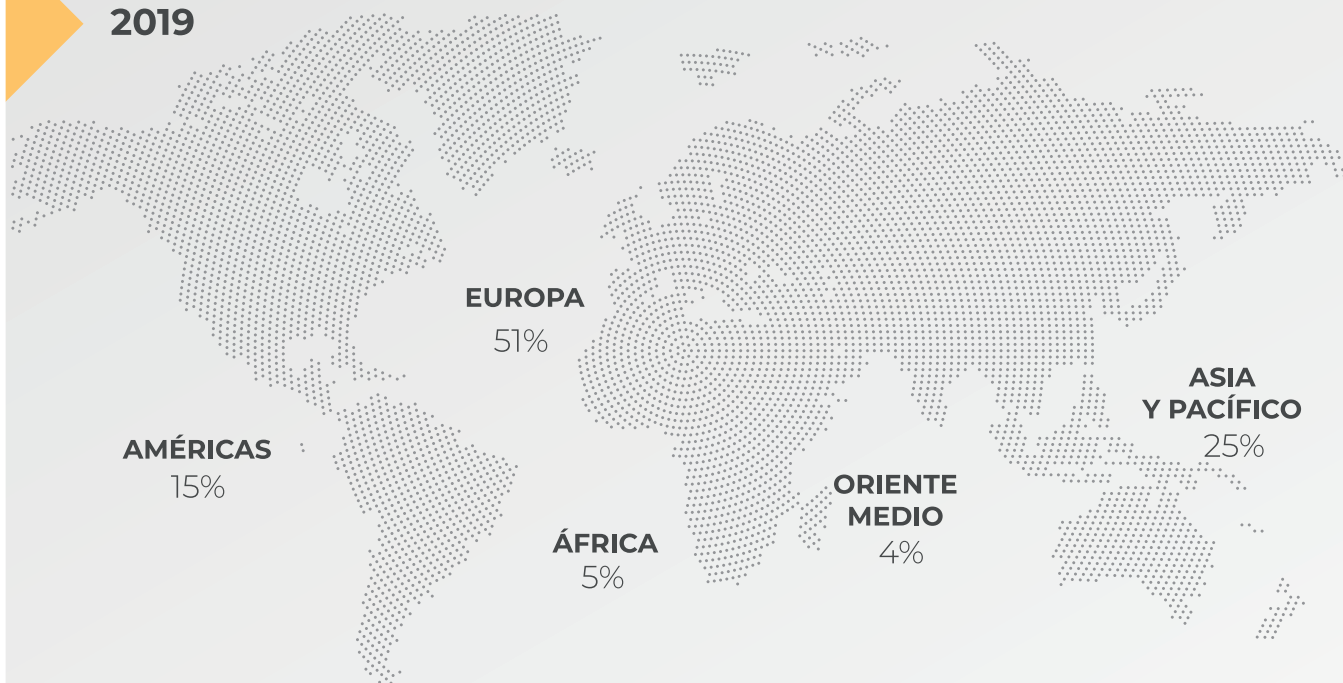 2019
EUROPA
51%
ASIA
Y PACÍFICO
25%
AMÉRICAS
15%
ORIENTE
MEDIO
4%
ÁFRICA
5%